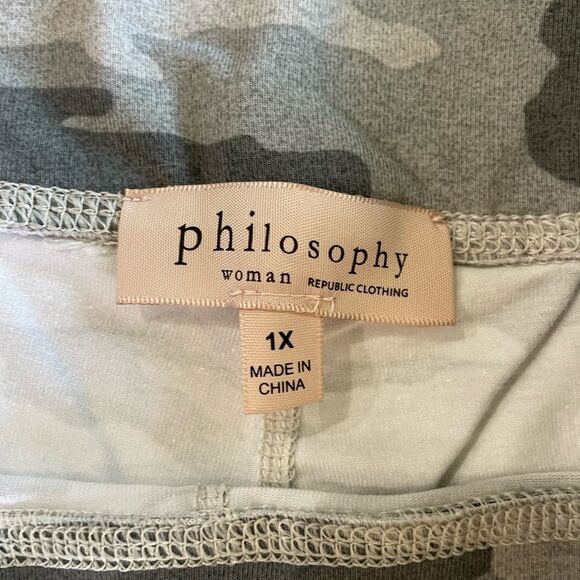 philosophy
woman REPUBLIC CLOTHING
1X
MADE IN
CHINA